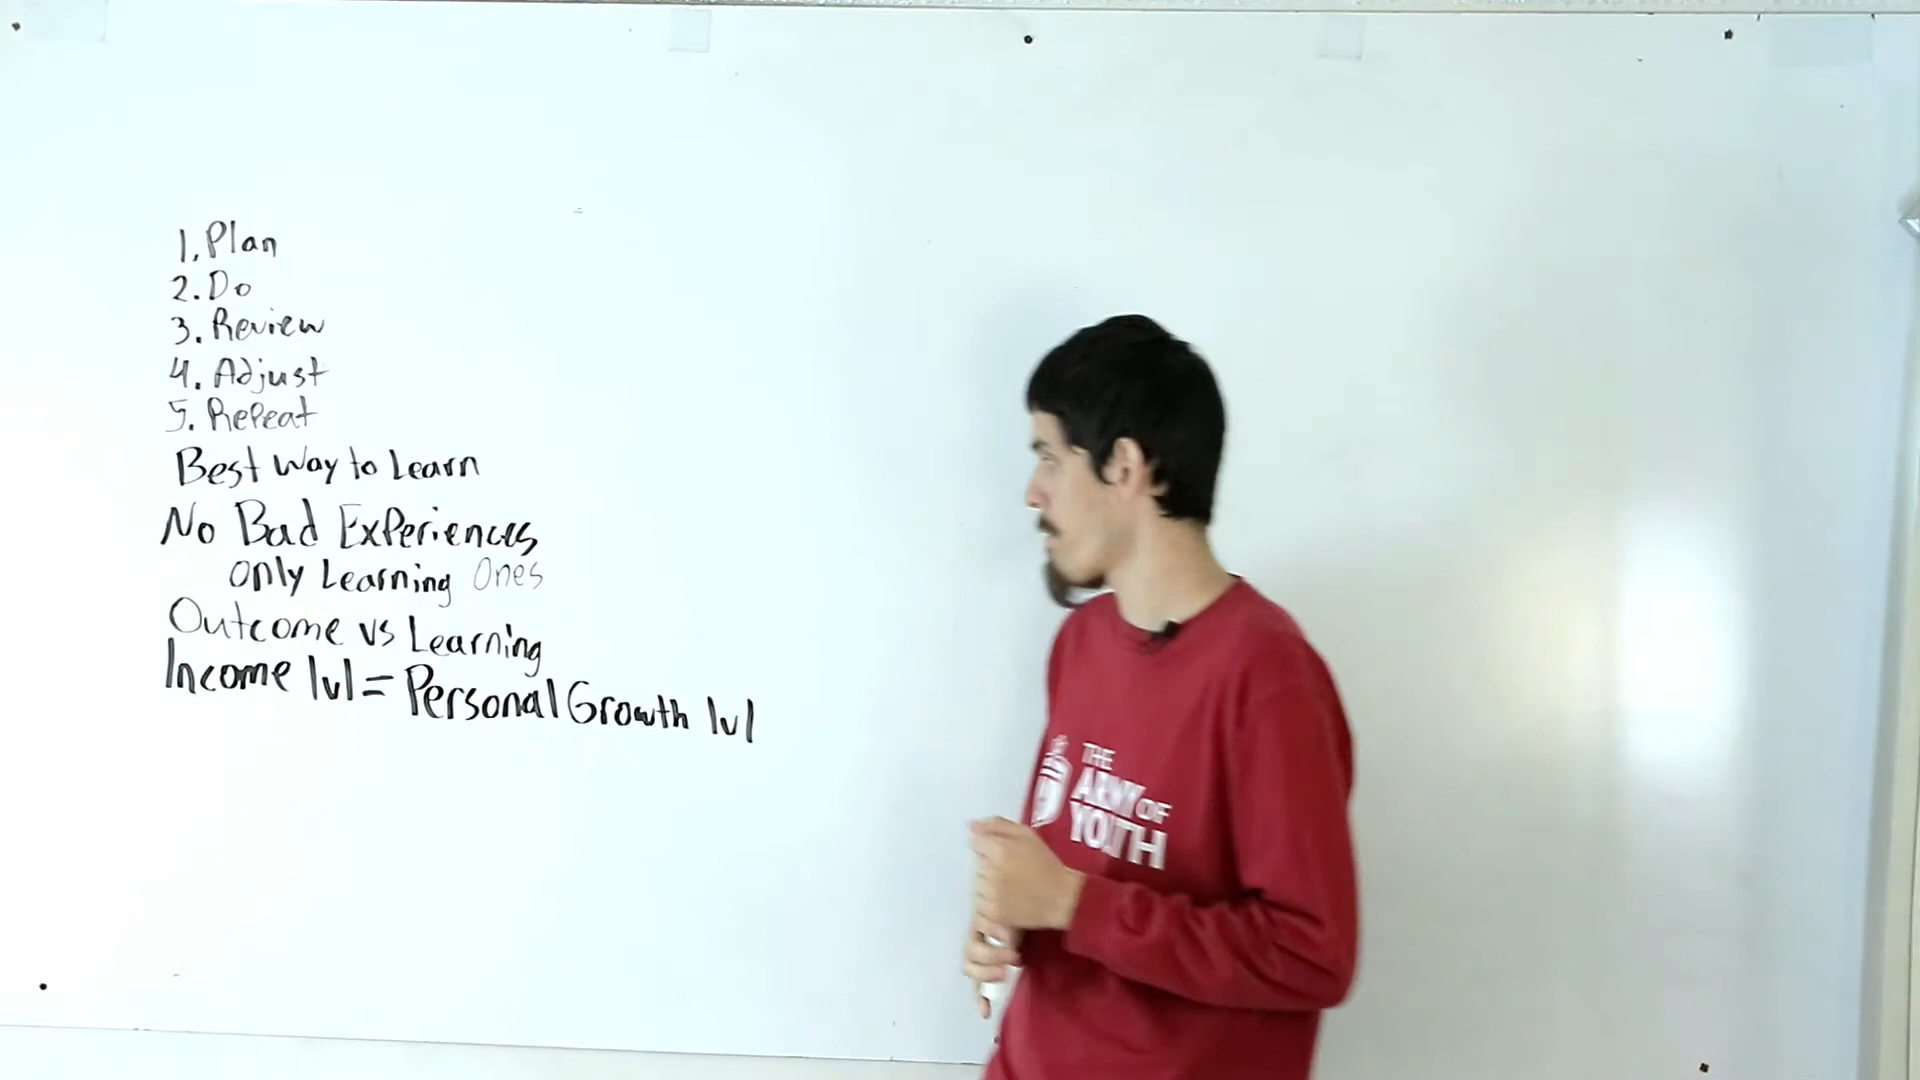 1. Plan
2. Do
3. Review
4. Adjust
5. Repeat
Best Way to Learn
No Bad Experiences
only Learning Ones
Outcome vs Learning
Income lvl = Personal Growth lvl
THE
ARMY OF
YOUTH